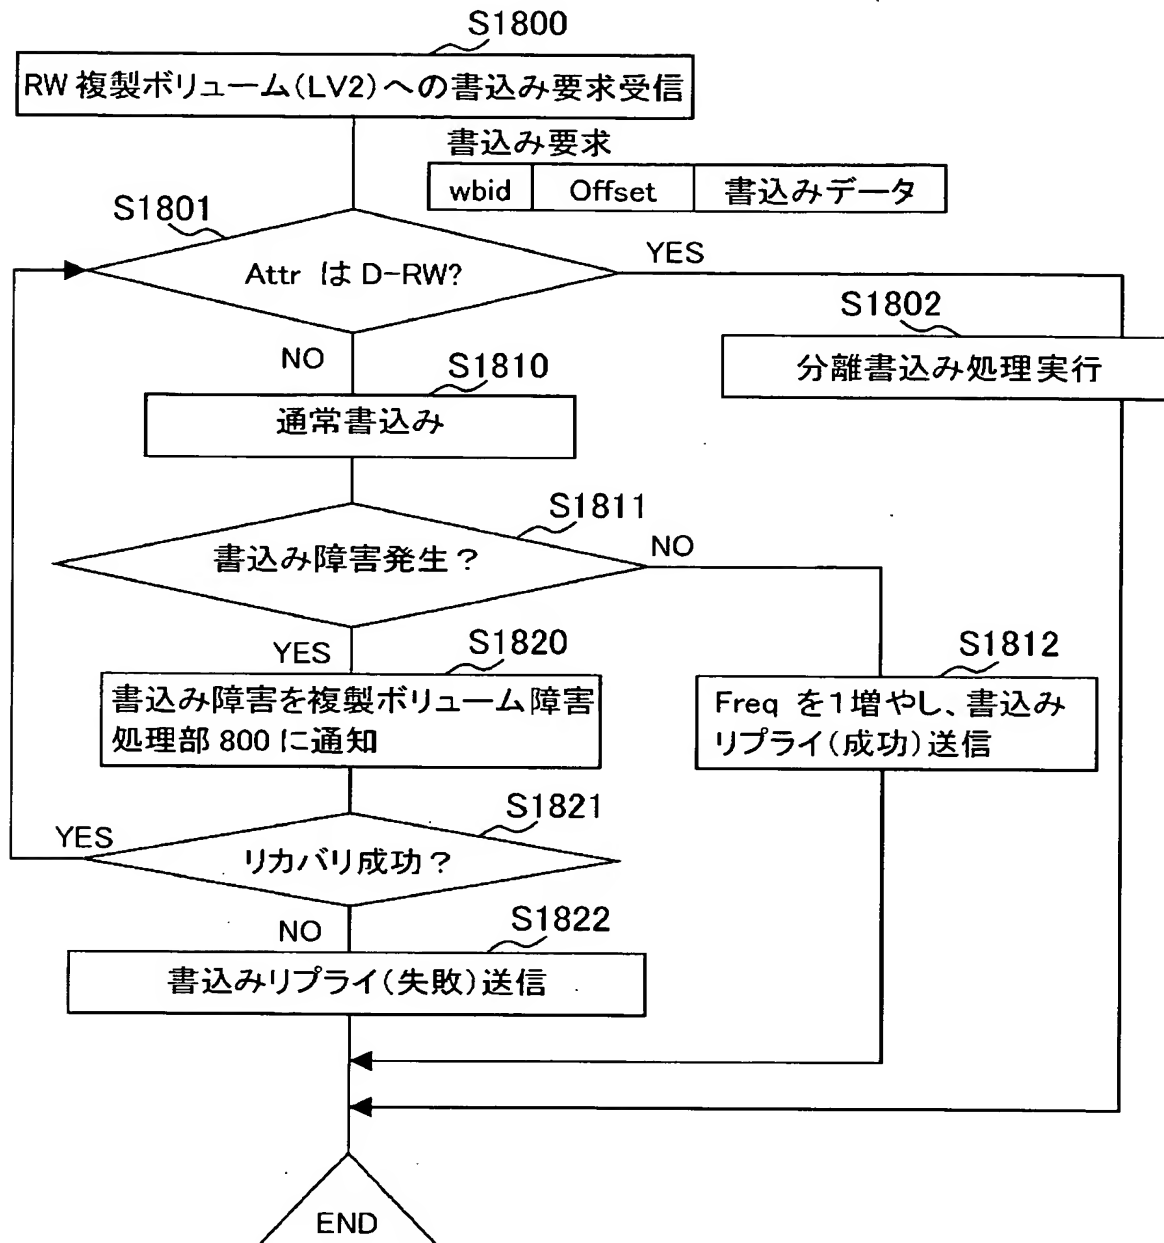 S1800
RW 複製ボリューム(LV2)への書込み要求受信
書込み要求
wbid Offset 書込みデータ
S1801
Attr は D-RW?
YES
S1802
分離書込み処理実行
NO
S1810
通常書込み
S1811
書込み障害発生?
NO
YES
S1820
書込み障害を複製ボリューム障害
処理部 800 に通知
S1812
Freq を1増やし、書込み
リプライ(成功)送信
S1821
YES
リカバリ成功?
NO
S1822
書込みリプライ(失敗)送信
END